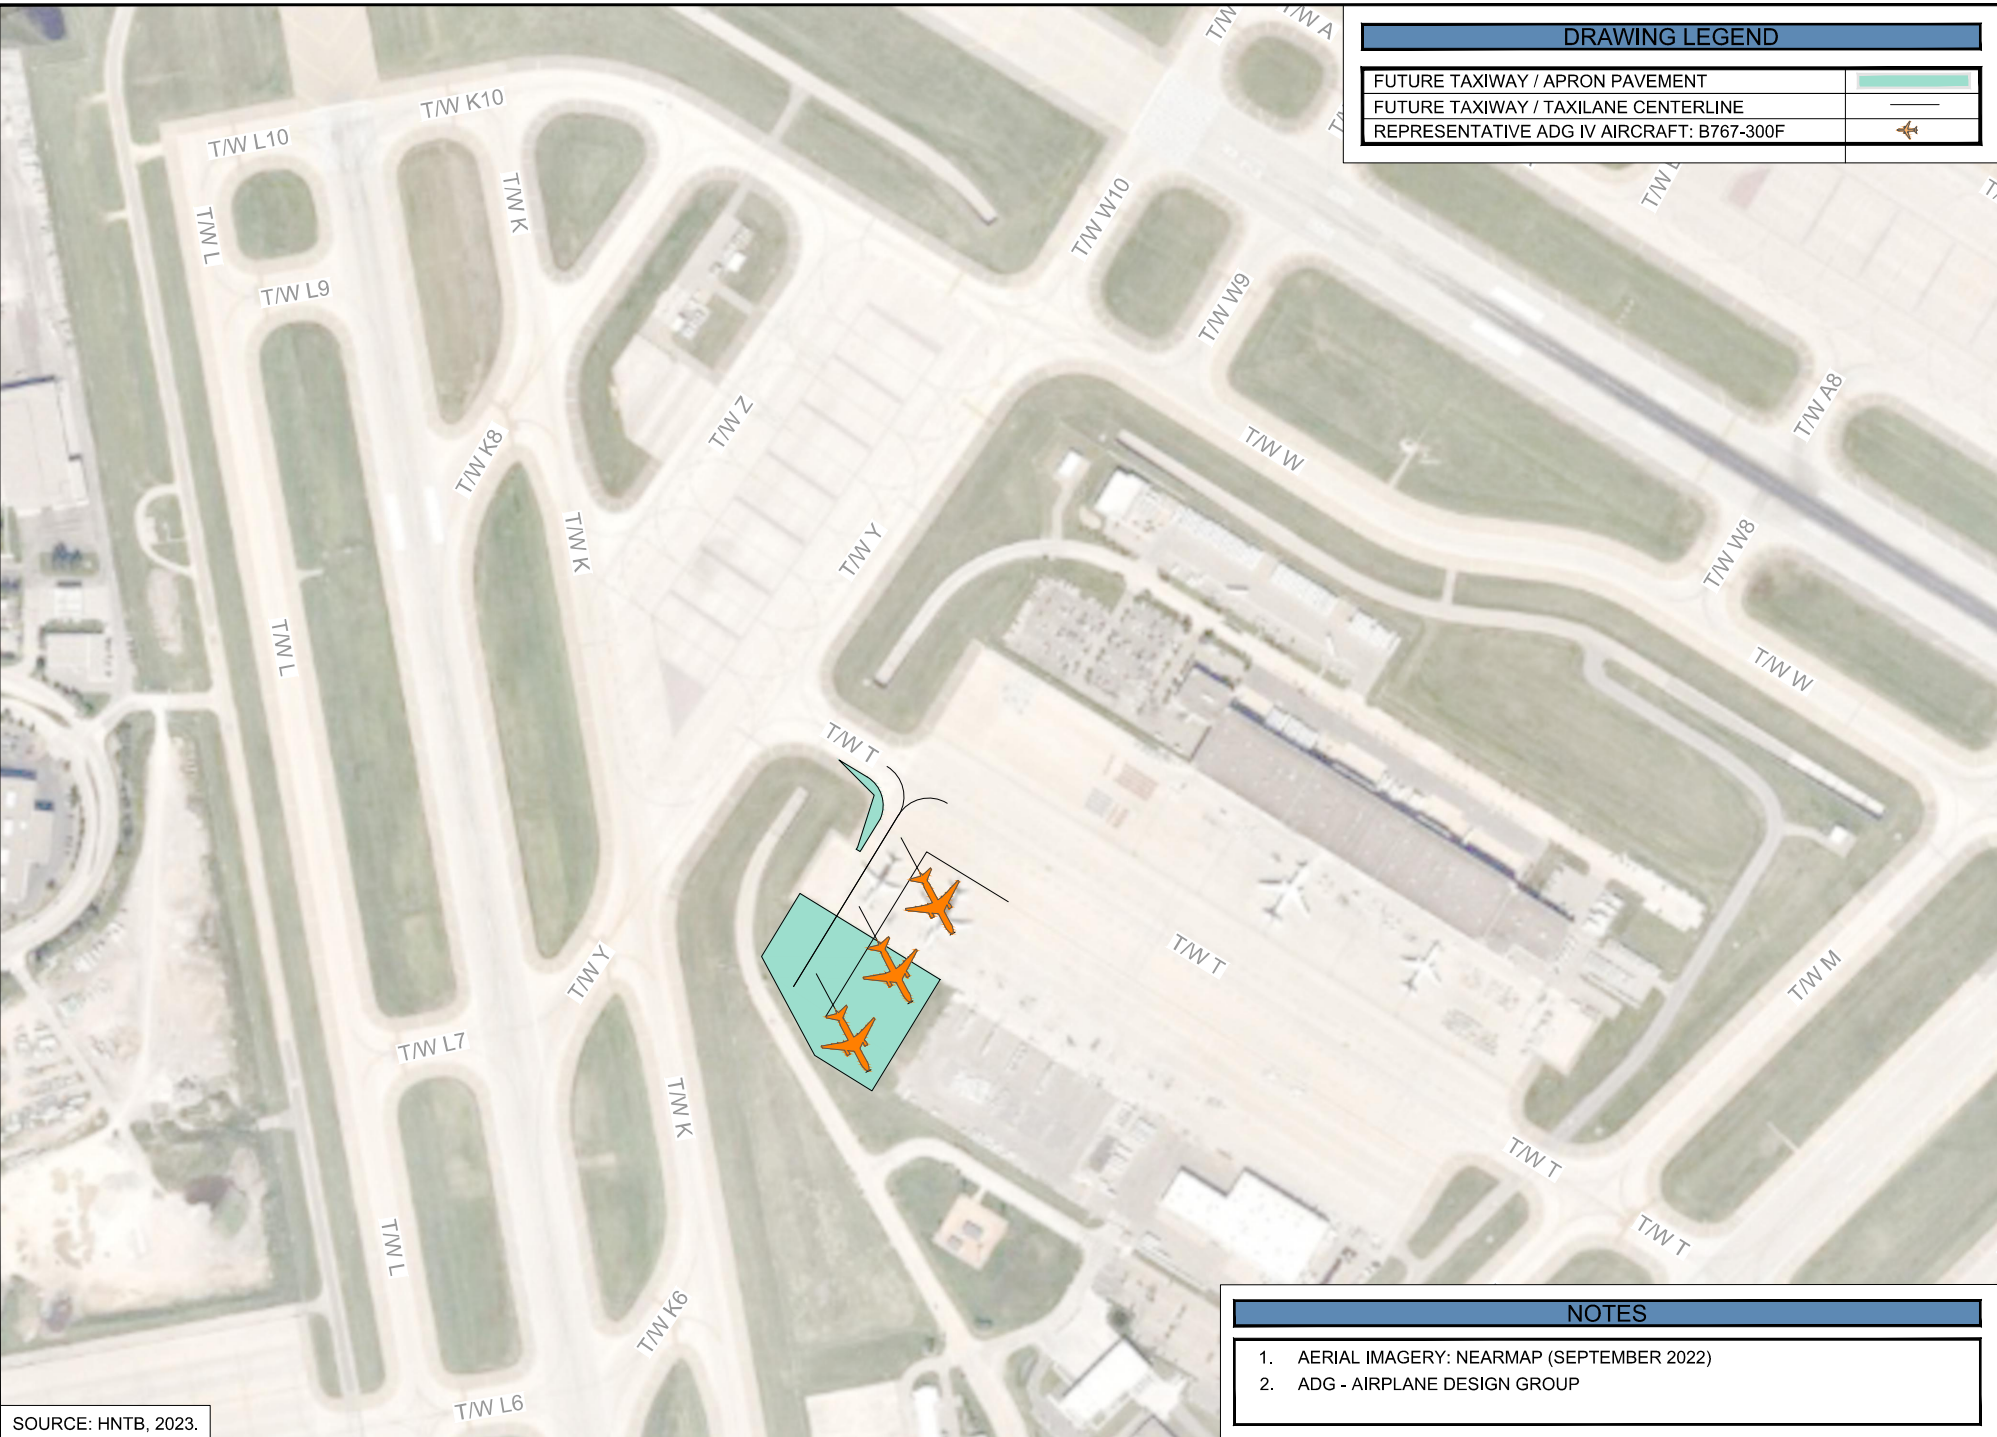 T/W A
DRAWING LEGEND
FUTURE TAXIWAY / APRON PAVEMENT
FUTURE TAXIWAY / TAXILANE CENTERLINE
REPRESENTATIVE ADG IV AIRCRAFT: B767-300F
T/W K10
T/W L10
T/W K
T/W L
T/W W10
T/W L9
T/W W9
T/W Z
T/W A8
T/W K8
T/W W
T/W K
T/W Y
T/W W8
T/W L
T/W W
T/W T
T/W T
T/W M
T/W Y
T/W L7
T/W K
T/W T
T/W L
T/W T
T/W K6
T/W L6
NOTES
1. AERIAL IMAGERY: NEARMAP (SEPTEMBER 2022)
2. ADG - AIRPLANE DESIGN GROUP
SOURCE: HNTB, 2023.